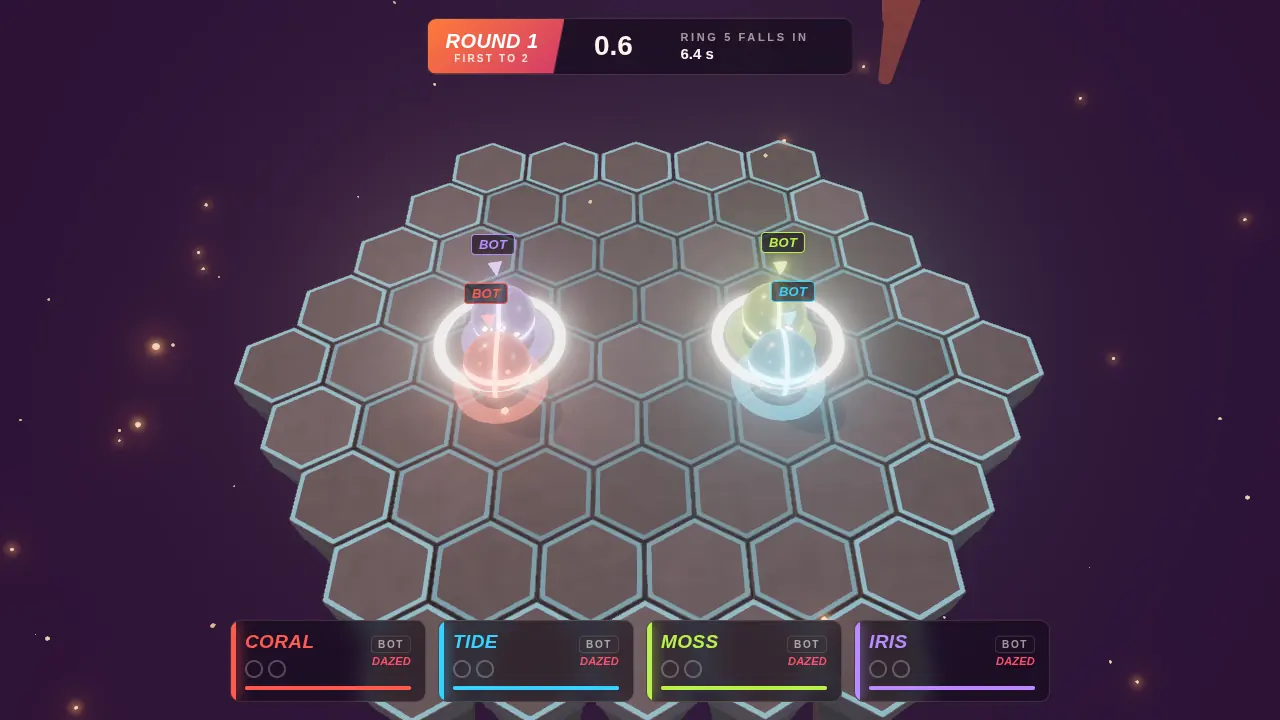 ROUND 1
FIRST TO 2
0.6
RING 5 FALLS IN
6.4 s
BOT
BOT
BOT
BOT
CORAL
BOT
DAZED
TIDE
BOT
DAZED
MOSS
BOT
DAZED
IRIS
BOT
DAZED